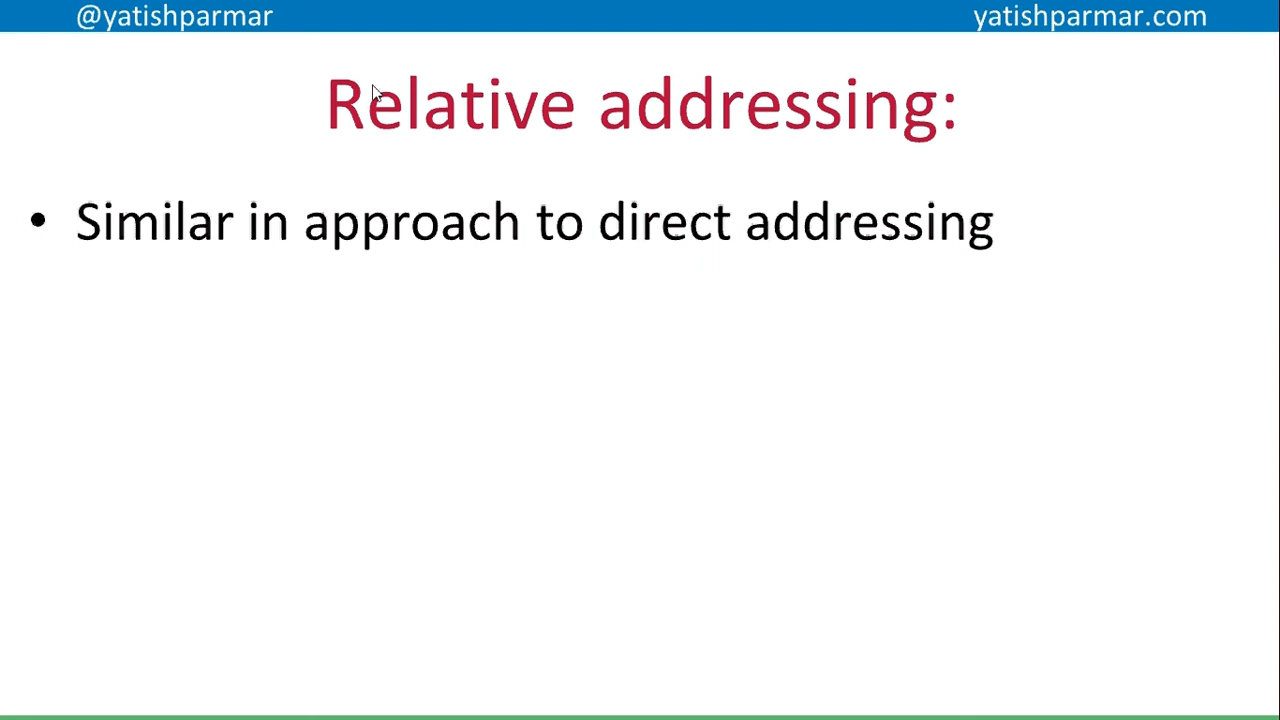 @yatishparmar
yatishparmar.com
Relative addressing:
• Similar in approach to direct addressing